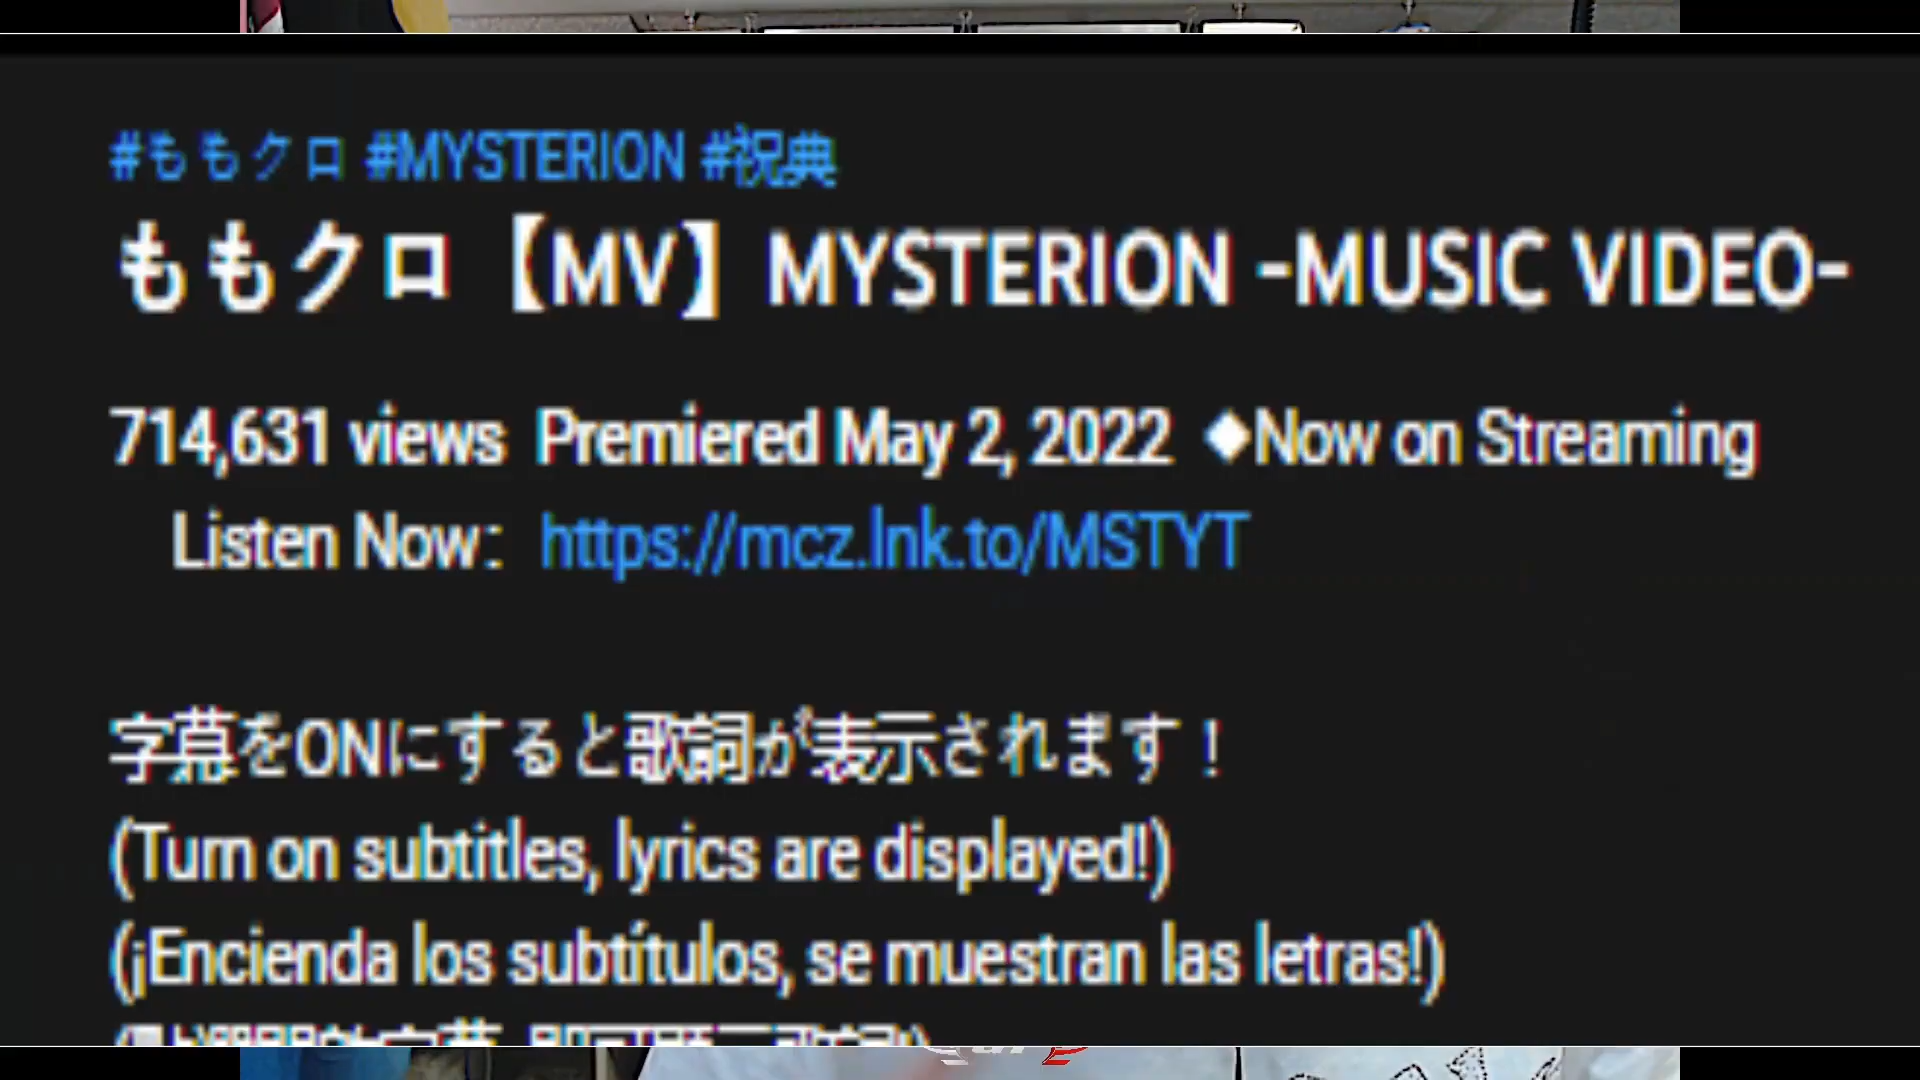 #ももクロ #MYSTERION #祝典
ももクロ【MV】MYSTERION -MUSIC VIDEO-
714,631 views Premiered May 2, 2022 ◆Now on Streaming
Listen Now： https://mcz.lnk.to/MSTYT
字幕をONにすると歌詞が表示されます！
(Turn on subtitles, lyrics are displayed!)
(¡Encienda los subtítulos, se muestran las letras!)